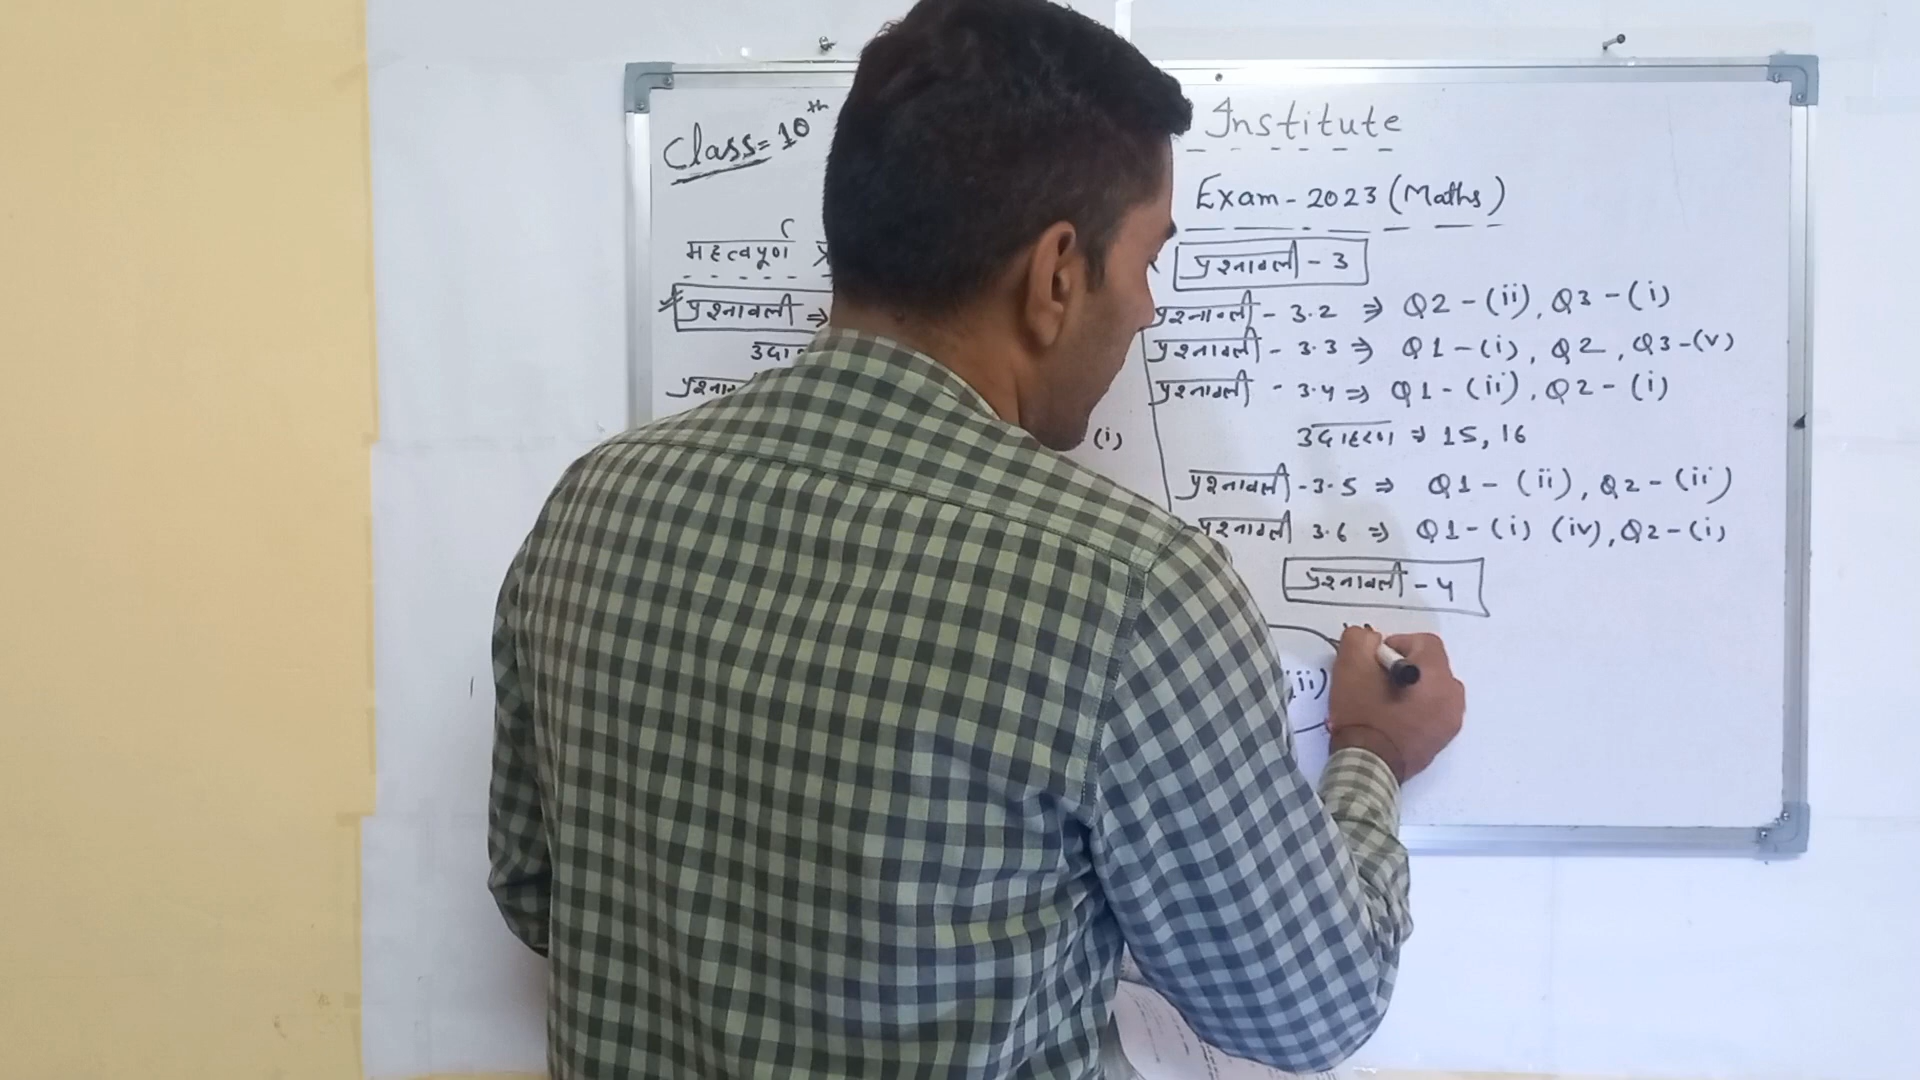 Class = 10th
Institute
Exam - 2023 (Maths)
महत्वपूर्ण
प्रश्नावली ⇒
(i)
प्रश्नावली - 3
प्रश्नावली - 3.2 ⇒ Q2 - (ii), Q3 - (i)
प्रश्नावली - 3.3 ⇒ Q1 - (i), Q2, Q3 - (v)
प्रश्नावली - 3.4 ⇒ Q1 - (ii), Q2 - (i)
उदाहरण ⇒ 15, 16
प्रश्नावली - 3.5 ⇒ Q1 - (ii), Q2 - (ii)
प्रश्नावली 3.6 ⇒ Q1 - (i) (iv), Q2 - (i)
प्रश्नावली - 4